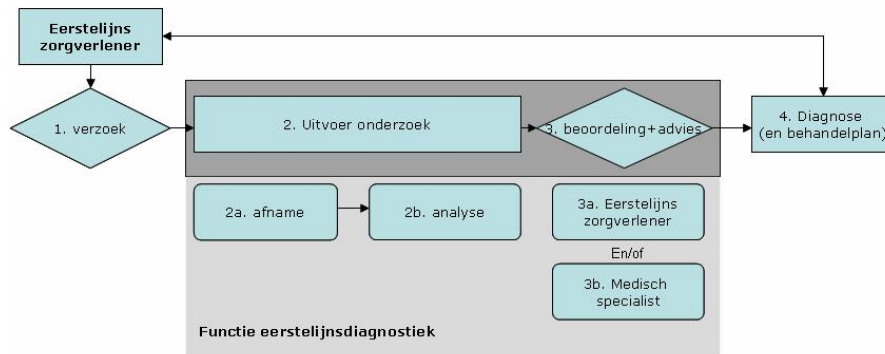 Eerstelijns
zorgverlener
1. verzoek
2. Uitvoer onderzoek
3. beoordeling+advies
4. Diagnose
(en behandelplan)
2a. afname
2b. analyse
3a. Eerstelijns
zorgverlener
En/of
3b. Medisch
specialist
Functie eerstelijnsdiagnostiek